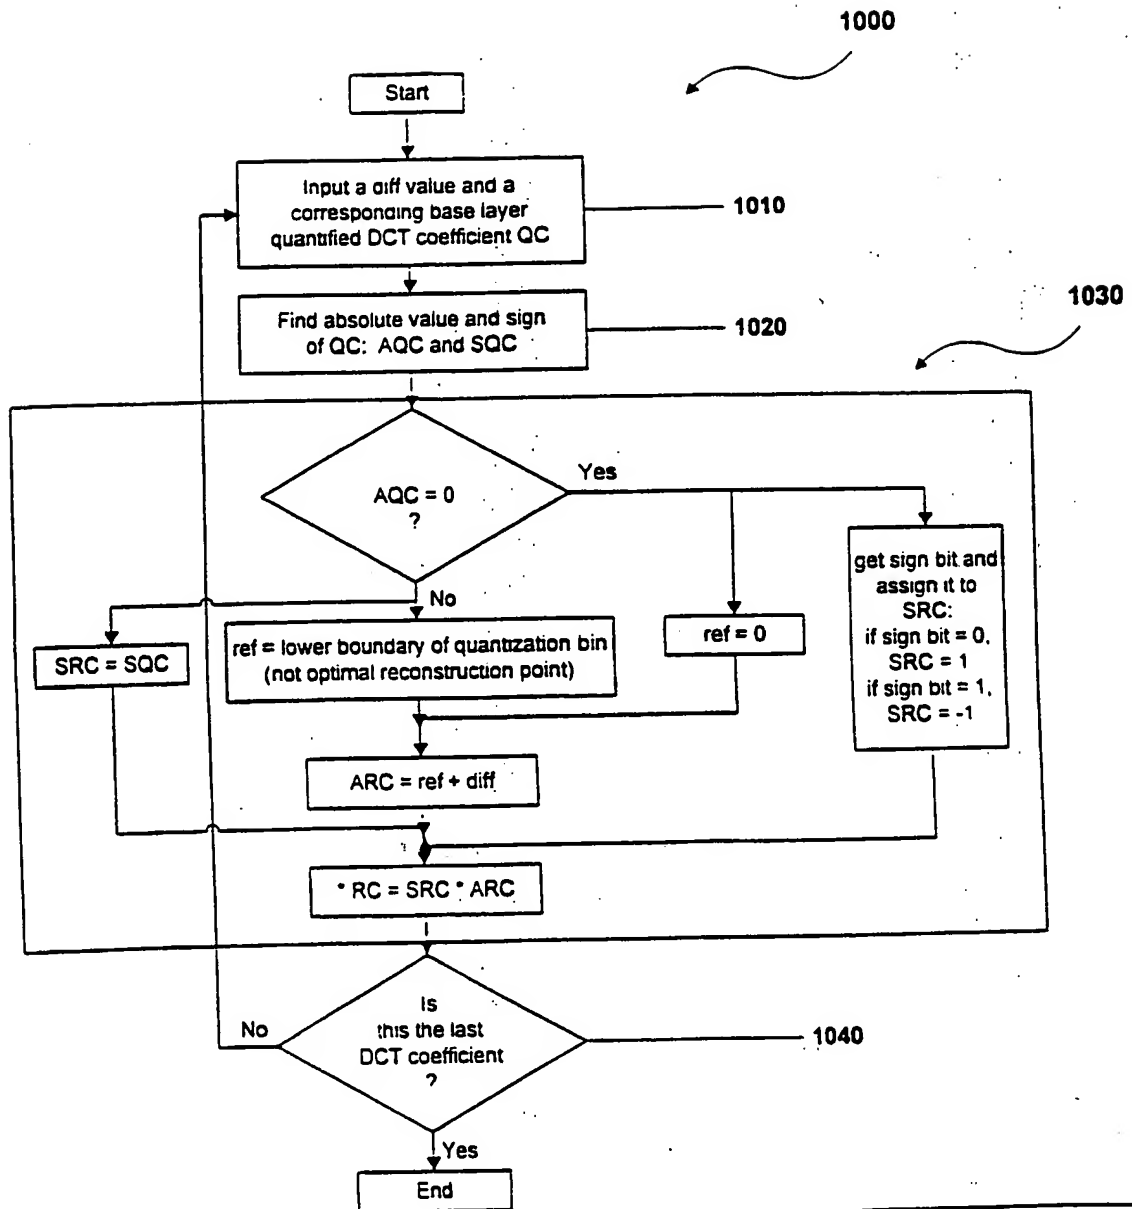 1000
Start
Input a diff value and a
corresponding base layer
quantified DCT coefficient QC
1010
Find absolute value and sign
of QC: AQC and SQC
1020
1030
AQC = 0
?
Yes
No
SRC = SQC
ref = lower boundary of quantization bin
(not optimal reconstruction point)
ref = 0
get sign bit and
assign it to
SRC:
if sign bit = 0,
SRC = 1
if sign bit = 1,
SRC = -1
ARC = ref + diff
* RC = SRC * ARC
Is
this the last
DCT coefficient
?
No
1040
Yes
End